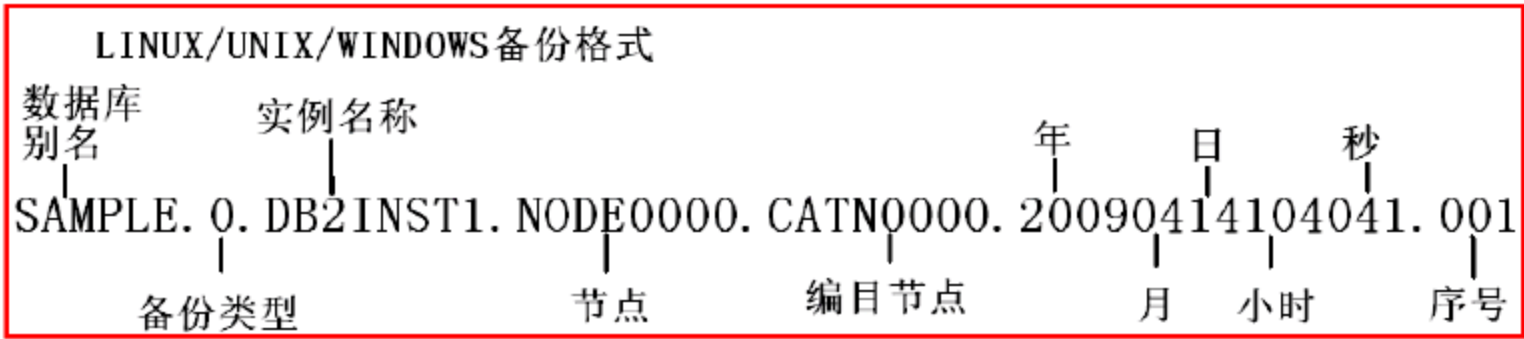 LINUX/UNIX/WINDOWS备份格式
数据库
别名
实例名称
年
日
秒
SAMPLE.0.DB2INST1.NODE0000.CATN0000.20090414104041.001
备份类型
节点
编目节点
月
小时
序号